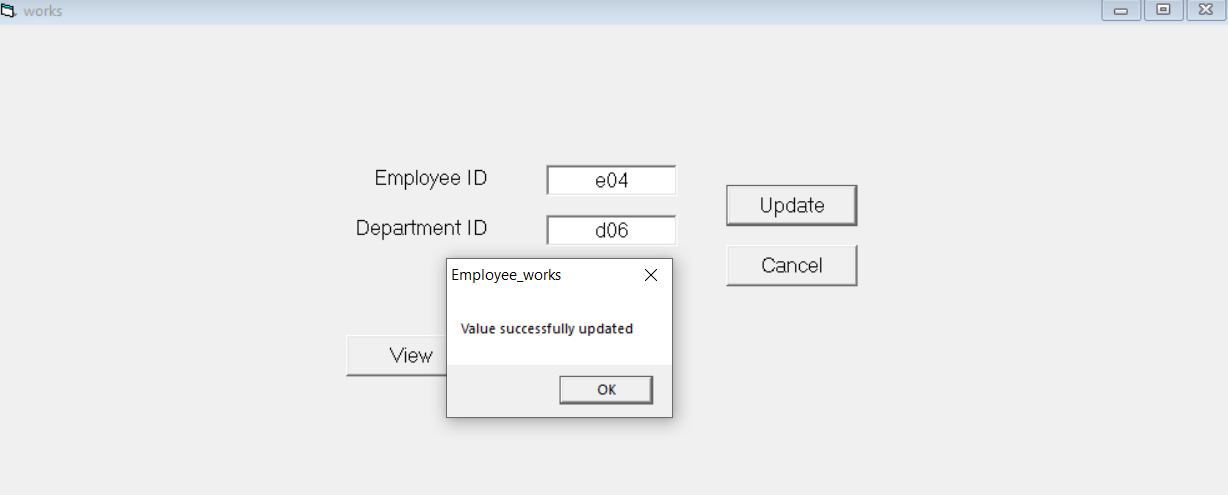 works
Employee ID
e04
Update
Department ID
d06
Cancel
Employee_works
Value successfully updated
View
OK